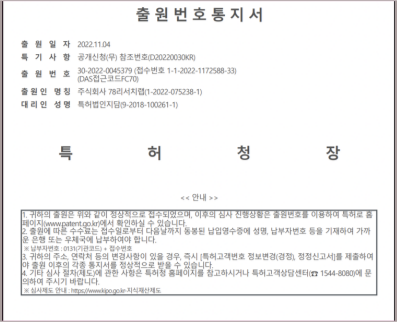 출원번호통지서
출 원 일 자 2022.11.04
특 기 사 항 공개신청(무) 참조번호(D20220030KR)
출 원 번 호 30-2022-0045379 (접수번호 1-1-2022-1172588-33)
(DAS접근코드FC70)
출원인 명칭 주식회사 78리서치랩(1-2022-075238-1)
대리인 성명 특허법인지담(9-2018-100261-1)
특 허 청 장
<< 안내 >>
1. 귀하의 출원은 위와 같이 정상적으로 접수되었으며, 이후의 심사 진행상황은 출원번호를 이용하여 특허로 홈
페이지(www.patent.go.kr)에서 확인하실 수 있습니다.
2. 출원에 따른 수수료는 접수일로부터 다음날까지 동봉된 납입영수증에 성명, 납부자번호 등을 기재하여 가까
운 은행 또는 우체국에 납부하여야 합니다.
※ 납부자번호 : 0131(기관코드) + 접수번호
3. 귀하의 주소, 연락처 등의 변경사항이 있을 경우, 즉시 [특허고객번호 정보변경(경정), 정정신고서]를 제출하여
야 출원 이후의 각종 통지서를 정상적으로 받을 수 있습니다.
4. 기타 심사 절차(제도)에 관한 사항은 특허청 홈페이지를 참고하시거나 특허고객상담센터(☎ 1544-8080)에 문
의하여 주시기 바랍니다.
※ 심사제도 안내 : https://www.kipo.go.kr-지식재산제도